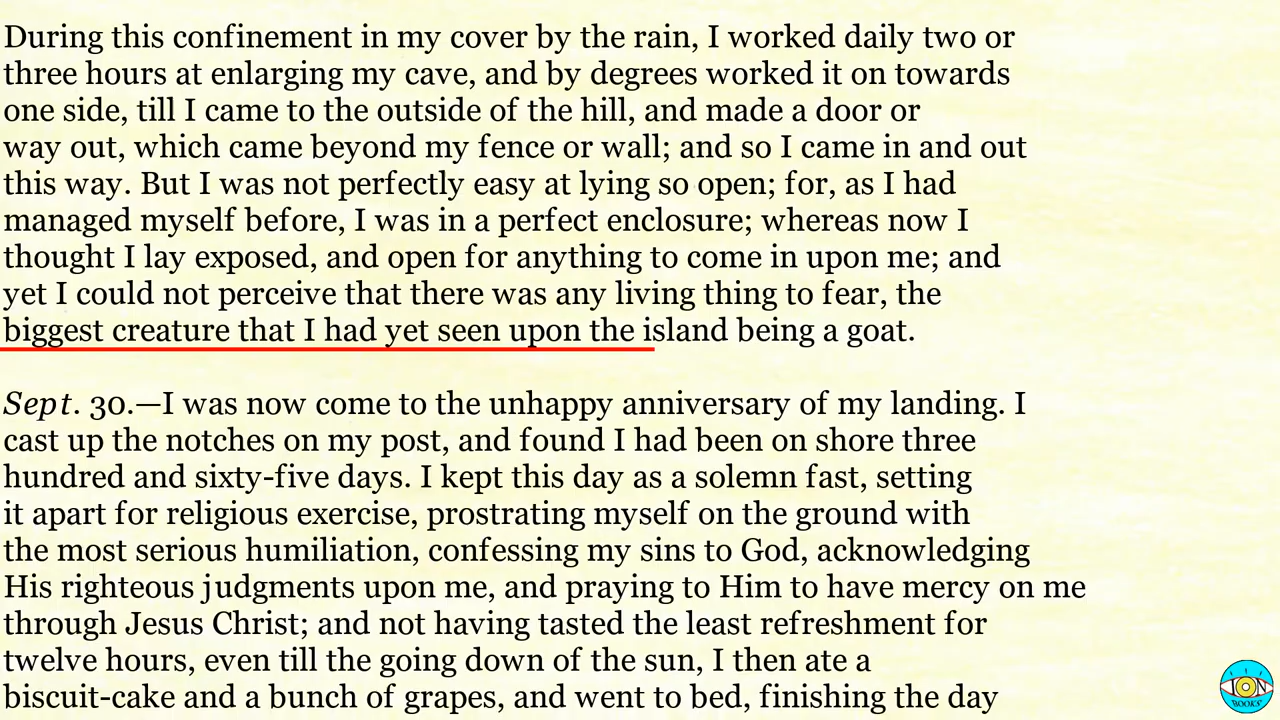 During this confinement in my cover by the rain, I worked daily two or
three hours at enlarging my cave, and by degrees worked it on towards
one side, till I came to the outside of the hill, and made a door or
way out, which came beyond my fence or wall; and so I came in and out
this way. But I was not perfectly easy at lying so open; for, as I had
managed myself before, I was in a perfect enclosure; whereas now I
thought I lay exposed, and open for anything to come in upon me; and
yet I could not perceive that there was any living thing to fear, the
biggest creature that I had yet seen upon the island being a goat.
Sept. 30.—I was now come to the unhappy anniversary of my landing. I
cast up the notches on my post, and found I had been on shore three
hundred and sixty-five days. I kept this day as a solemn fast, setting
it apart for religious exercise, prostrating myself on the ground with
the most serious humiliation, confessing my sins to God, acknowledging
His righteous judgments upon me, and praying to Him to have mercy on me
through Jesus Christ; and not having tasted the least refreshment for
twelve hours, even till the going down of the sun, I then ate a
biscuit-cake and a bunch of grapes, and went to bed, finishing the day
ION
BOOKS